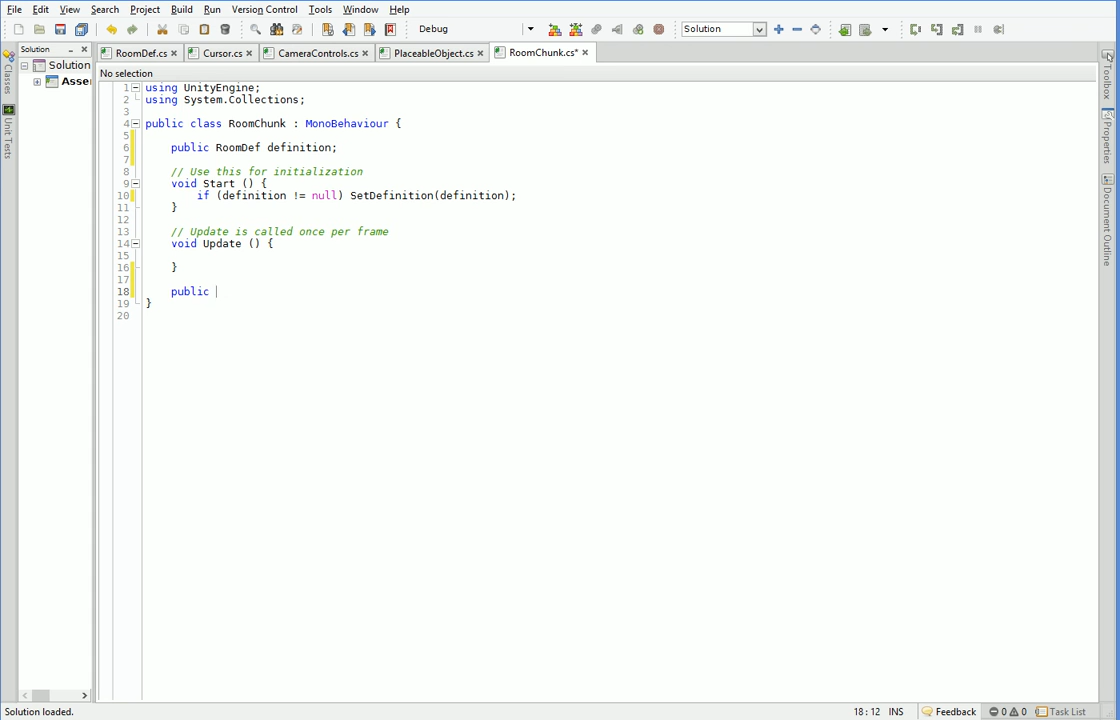 File Edit View Search Project Build Run Version Control Tools Window Help
Debug Solution
Solution
Solution
Asse
Classes
Unit Tests
RoomDef.cs Cursor.cs CameraControls.cs PlaceableObject.cs RoomChunk.cs*
No selection
1 using UnityEngine;
2 using System.Collections;
3
4 public class RoomChunk : MonoBehaviour {
5
6 public RoomDef definition;
7
8 // Use this for initialization
9 void Start () {
10 if (definition != null) SetDefinition(definition);
11 }
12
13 // Update is called once per frame
14 void Update () {
15
16 }
17
18 public
19 }
20
Toolbox
Properties
Document Outline
Solution loaded. 18 : 12 INS Feedback 0 0 Task List